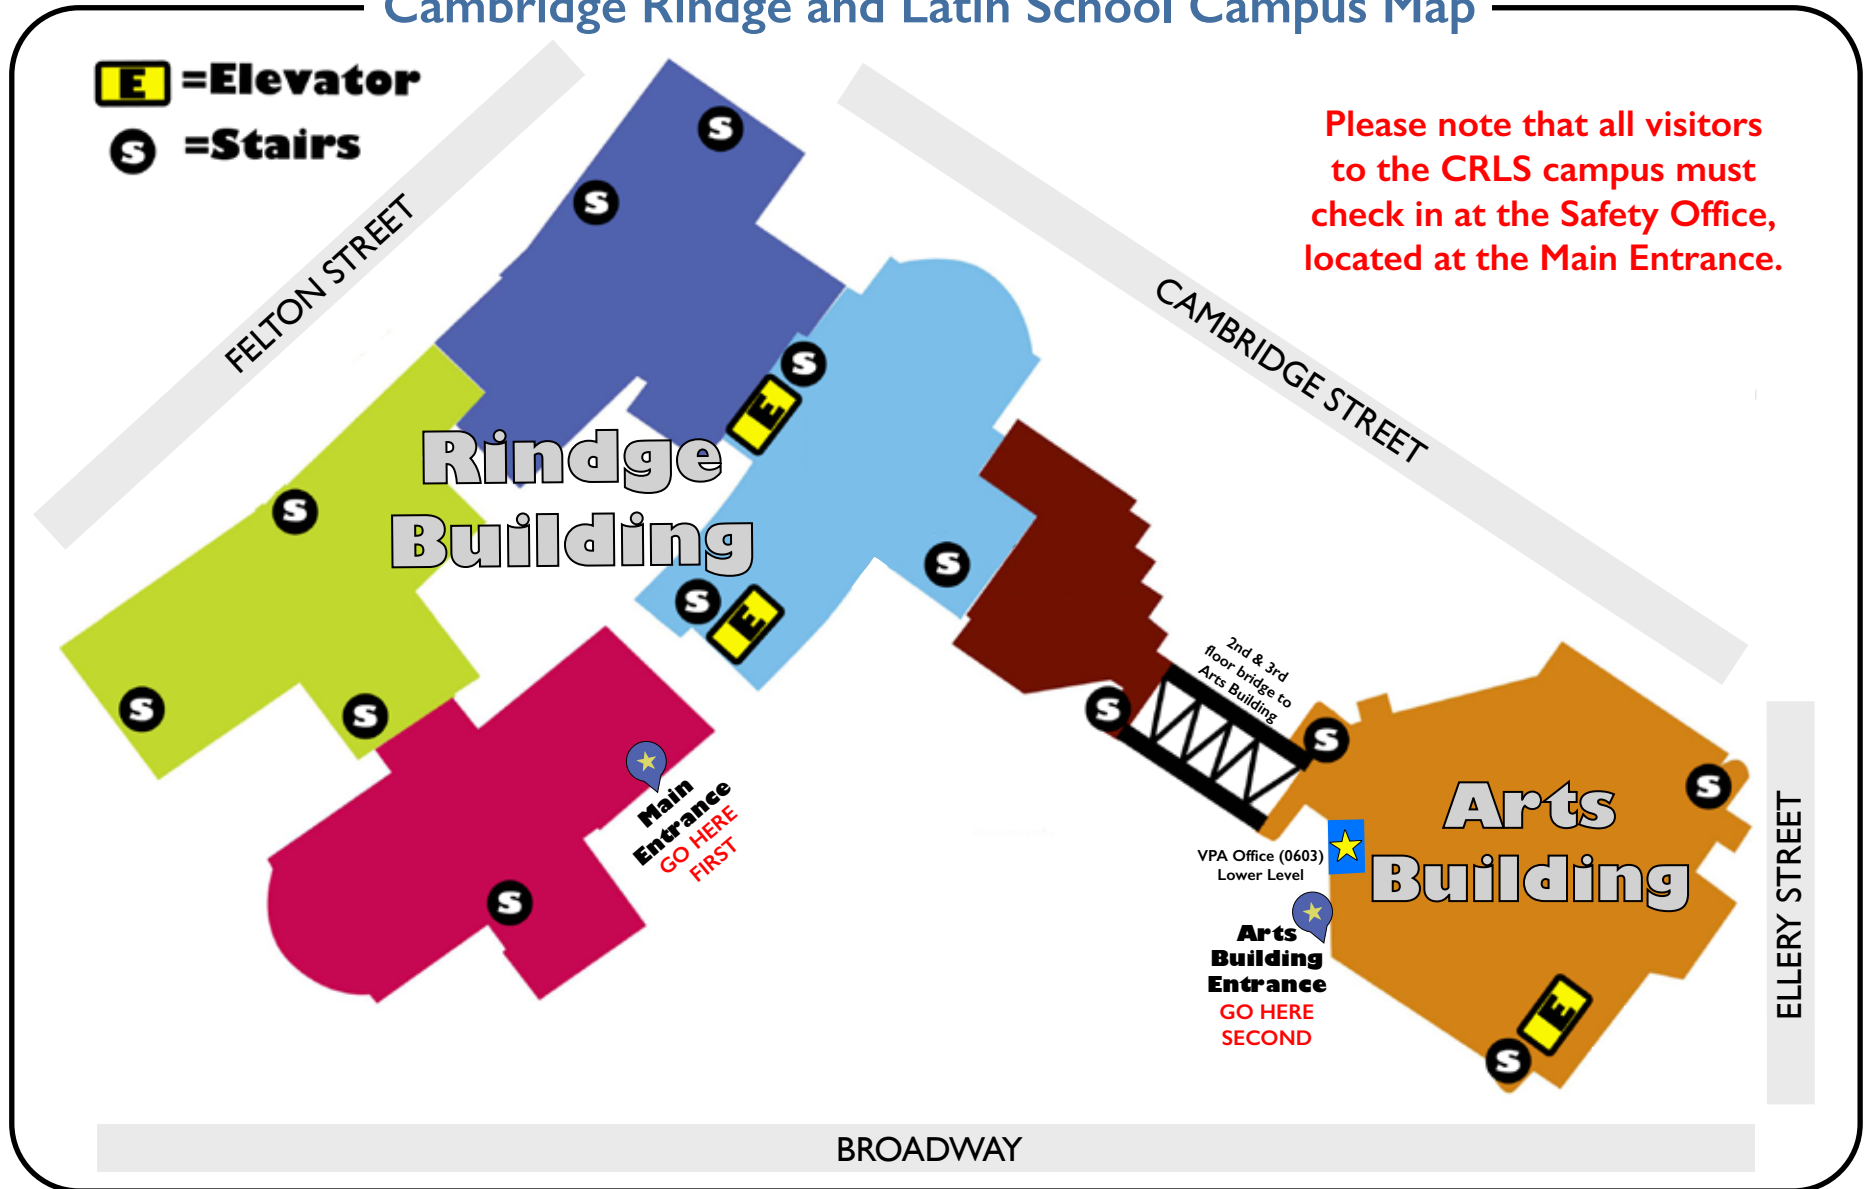 Cambridge Rindge and Latin School Campus Map
E =Elevator
S =Stairs
Please note that all visitors
to the CRLS campus must
check in at the Safety Office,
located at the Main Entrance.
FELTON STREET
CAMBRIDGE STREET
S
S
S
E
Rindge
Building
S
S
S
E
S
S
S
2nd & 3rd
floor bridge to
Arts Building
S
S
S
Main
Entrance
GO HERE
FIRST
S
Arts
Building
VPA Office (0603)
Lower Level
Arts
Building
Entrance
GO HERE
SECOND
E
S
ELLERY STREET
BROADWAY